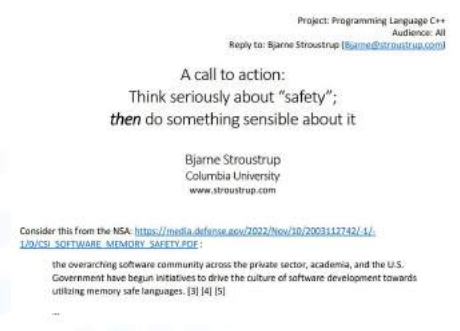 Project: Programming Language C++
Audience: All
Reply to: Bjarne Stroustrup (Bjarne@stroustrup.com)
A call to action:
Think seriously about “safety”;
then do something sensible about it
Bjarne Stroustrup
Columbia University
www.stroustrup.com
Consider this from the NSA: https://media.defense.gov/2022/Nov/10/2003112742/-1/-
1/0/CSI_SOFTWARE_MEMORY_SAFETY.PDF :
the overarching software community across the private sector, academia, and the U.S.
Government have begun initiatives to drive the culture of software development towards
utilizing memory safe languages. [3] [4] [5]
...